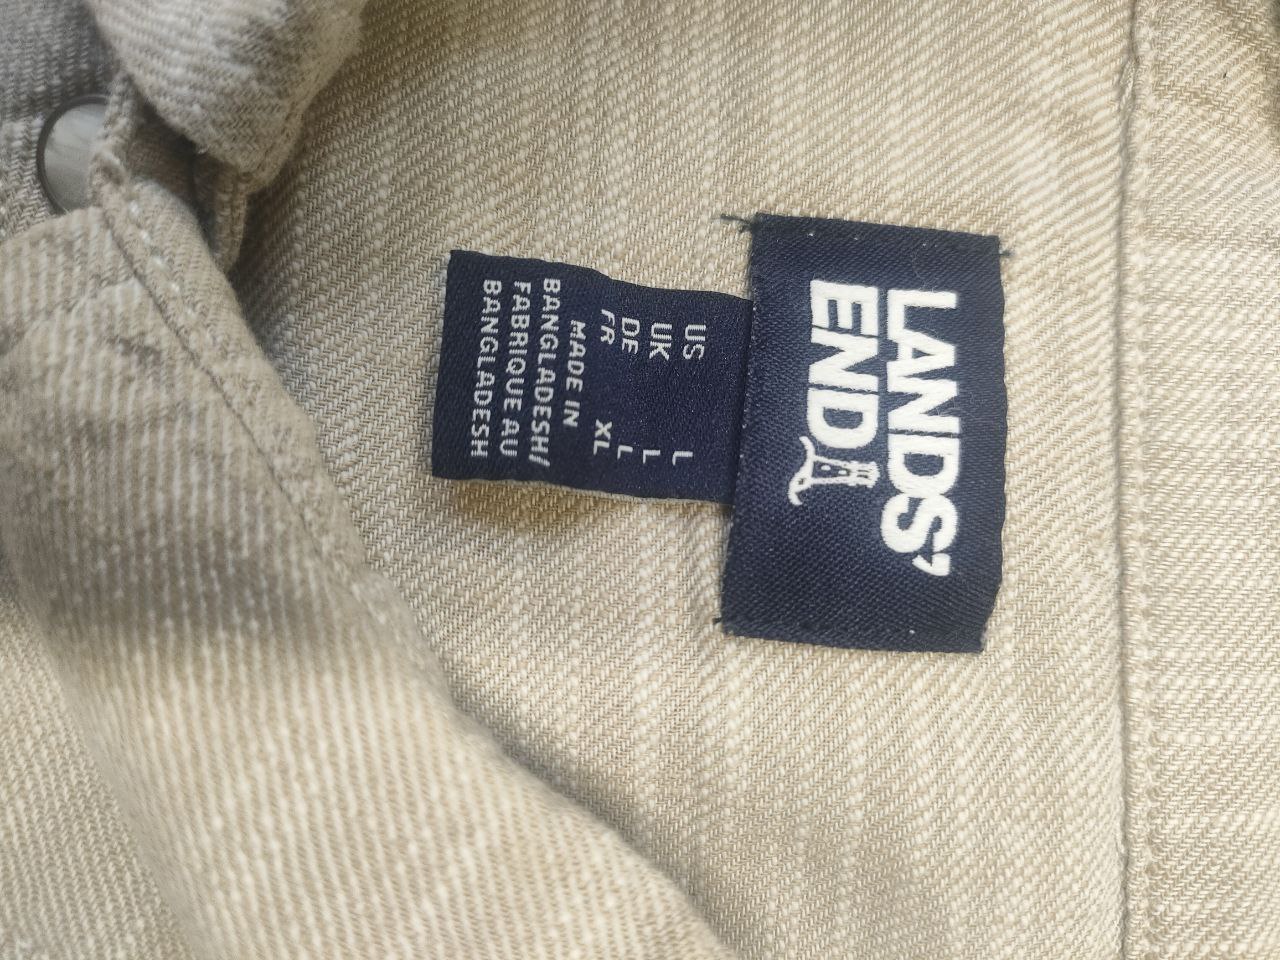 LANDS'
END
US L
UK L
DE L
FR XL
MADE IN
BANGLADESH/
FABRIQUE AU
BANGLADESH